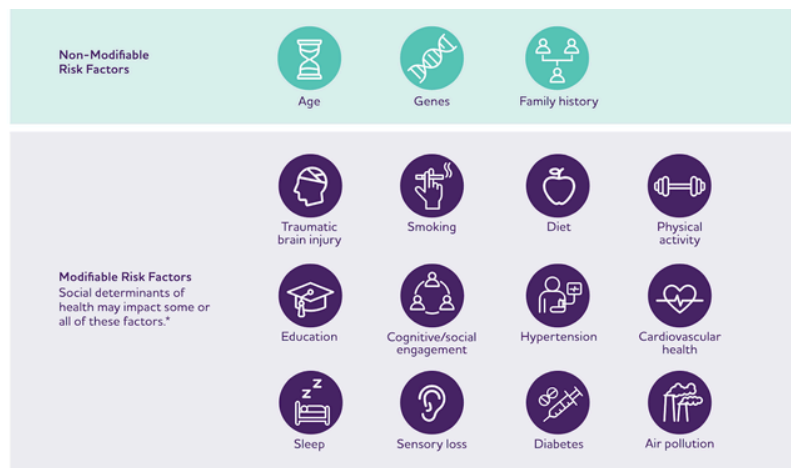 Non-Modifiable
Risk Factors
Age
Genes
Family history
Traumatic
brain injury
Smoking
Diet
Physical
activity
Modifiable Risk Factors
Social determinants of
health may impact some or
all of these factors.*
Education
Cognitive/social
engagement
Hypertension
Cardiovascular
health
z z
Sleep
Sensory loss
Diabetes
Air pollution